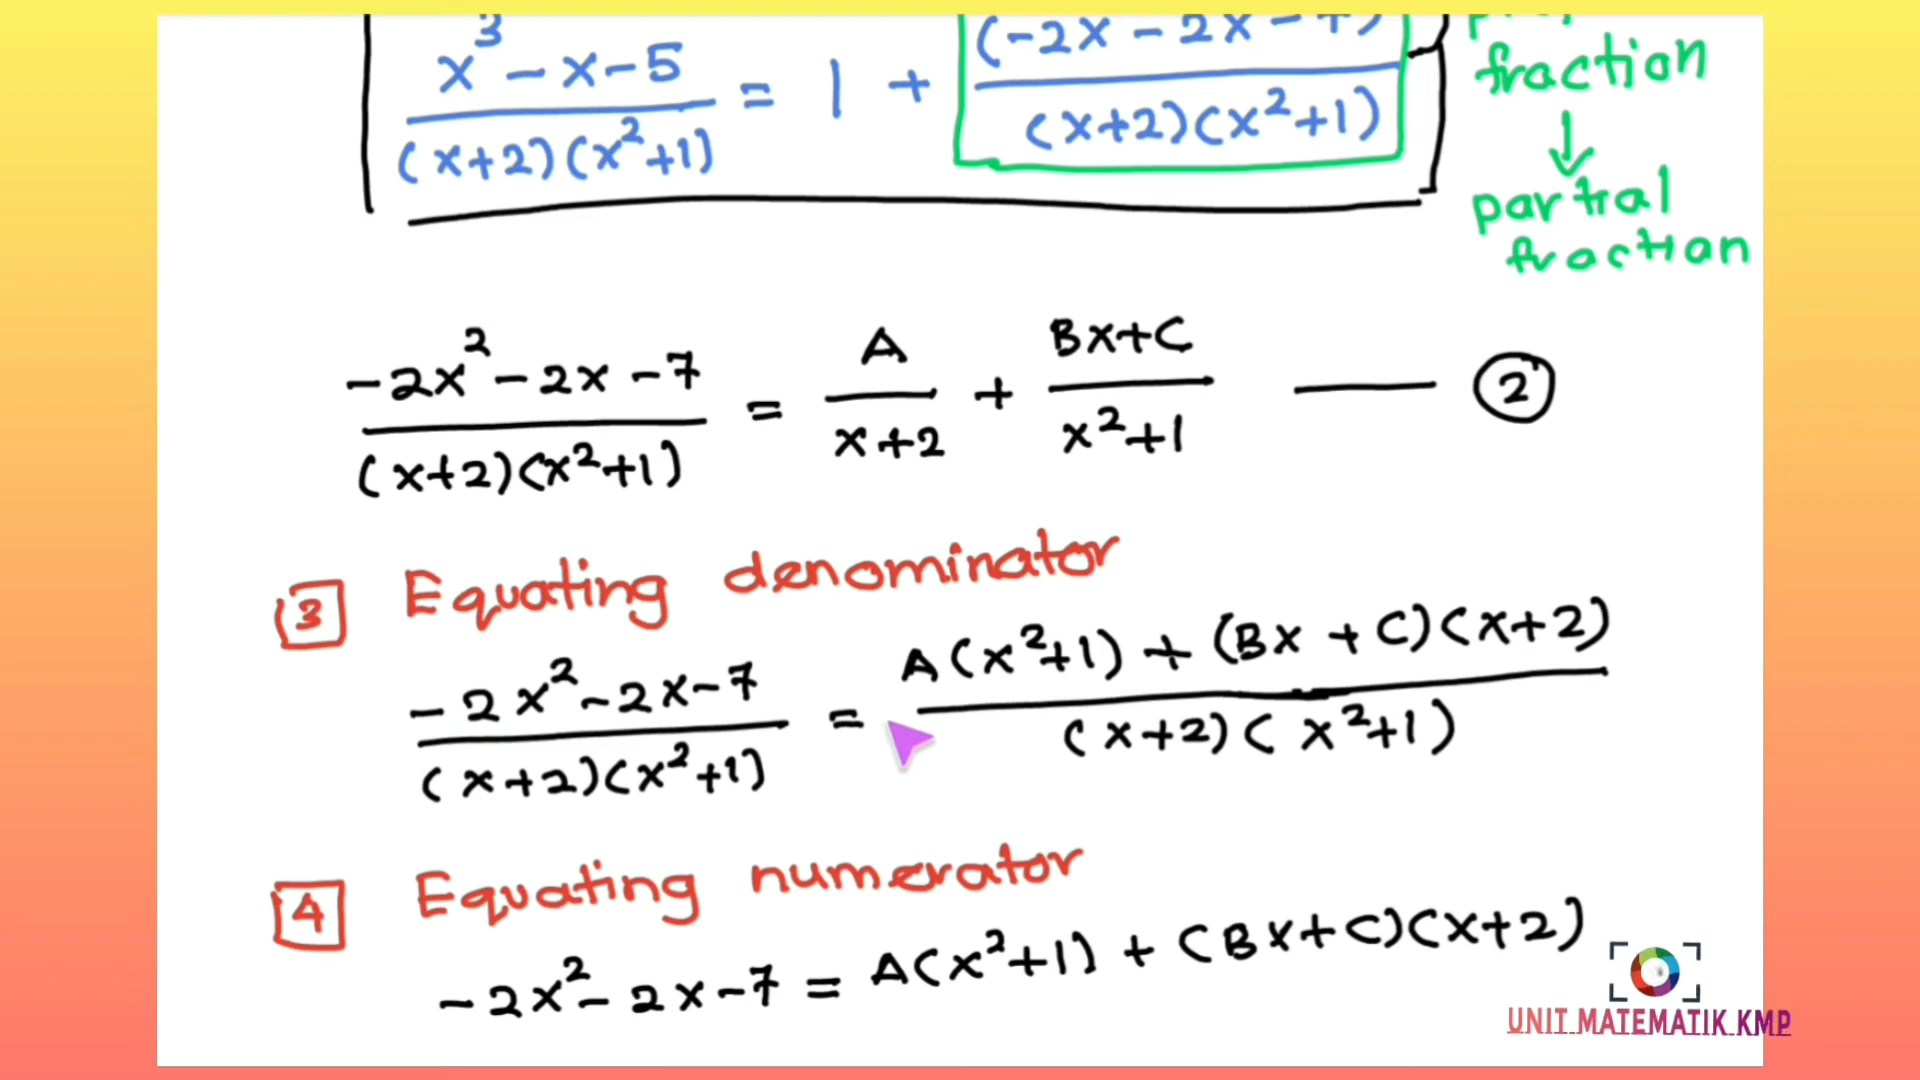 x³ - x - 5 / (x+2)(x²+1) = 1 + (-2x - 2x - 7) / (x+2)(x²+1)
fraction
↓
partial
fraction
-2x² - 2x - 7 / (x+2)(x²+1) = A / x+2 + Bx+C / x²+1 —— ②
3 Equating denominator
-2x² - 2x - 7 / (x+2)(x²+1) = A(x²+1) + (Bx + C)(x+2) / (x+2)(x²+1)
4 Equating numerator
-2x² - 2x - 7 = A(x²+1) + (Bx+C)(x+2)
UNIT.MATEMATIK.KMP